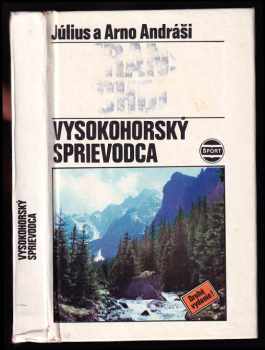 Július a Arno Andráši
VYSOKOHORSKÝ
SPRIEVODCA
ŠPORT
Druhé
vydanie!
VYSOKOHORSKÝ
SPRIEVODCA